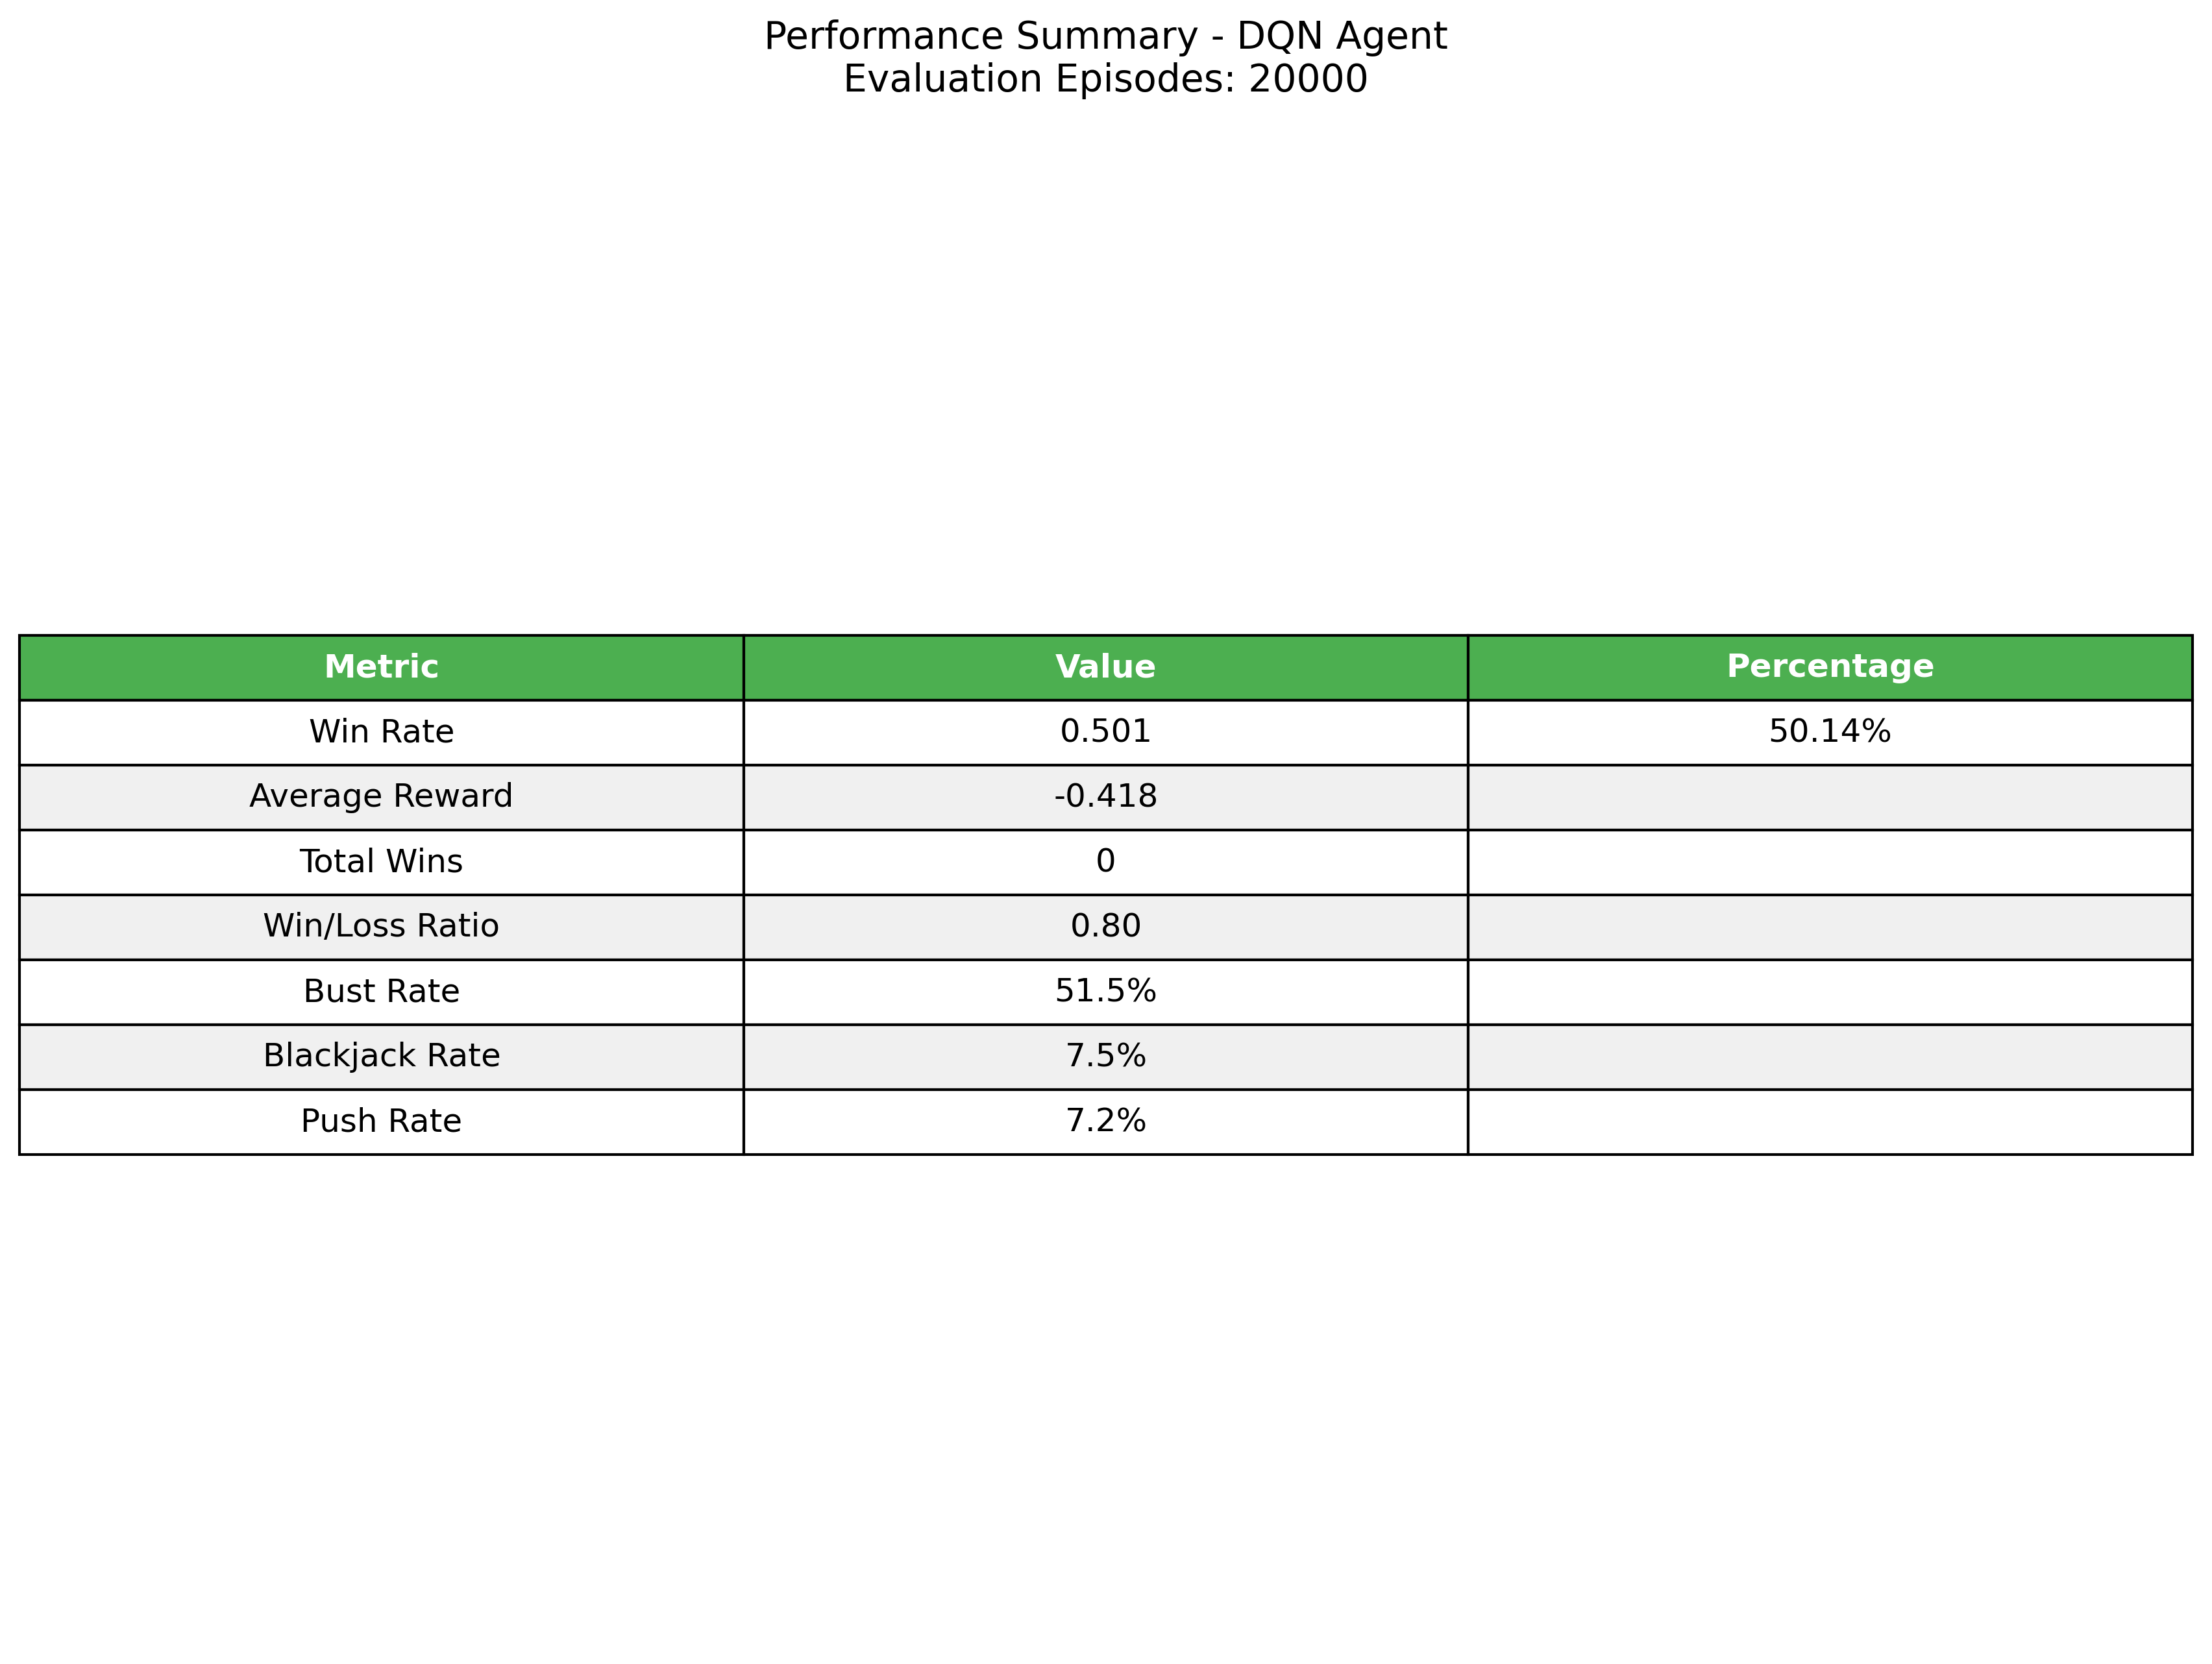 Performance Summary - DQN Agent
Evaluation Episodes: 20000
Metric Value Percentage
Win Rate 0.501 50.14%
Average Reward -0.418
Total Wins 0
Win/Loss Ratio 0.80
Bust Rate 51.5%
Blackjack Rate 7.5%
Push Rate 7.2%